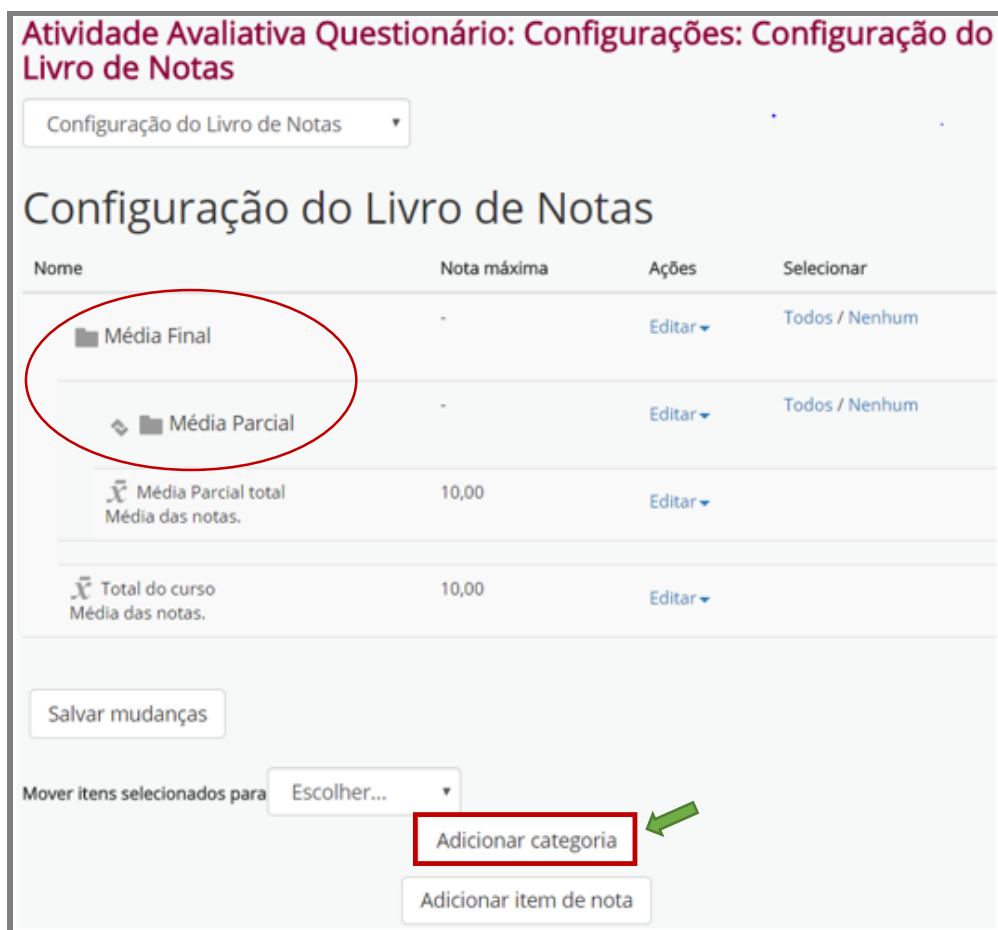 Atividade Avaliativa Questionário: Configurações: Configuração do
Livro de Notas
Configuração do Livro de Notas
Configuração do Livro de Notas
Nome Nota máxima Ações Selecionar
Média Final - Editar Todos / Nenhum
Média Parcial - Editar Todos / Nenhum
x̄ Média Parcial total 10,00 Editar
Média das notas.
x̄ Total do curso 10,00 Editar
Média das notas.
Salvar mudanças
Mover itens selecionados para Escolher...
Adicionar categoria
Adicionar item de nota